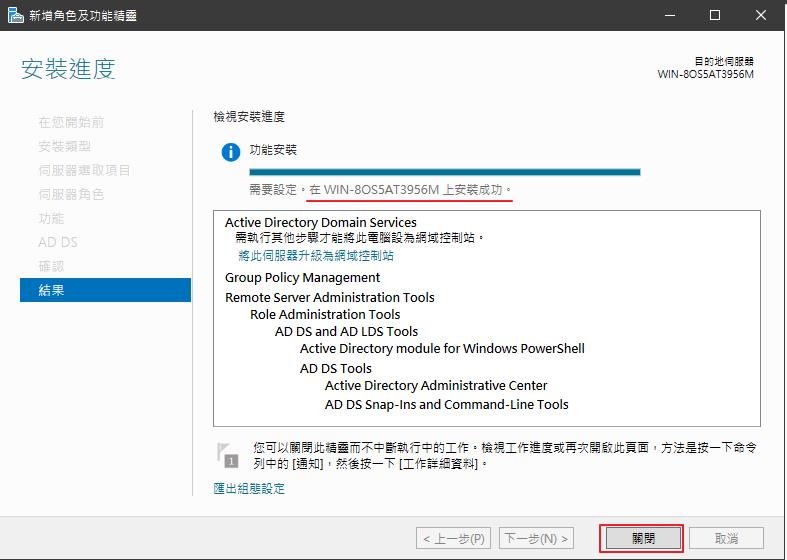 新增角色及功能精靈
安裝進度
目的地伺服器
WIN-8OS5AT3956M
在您開始前
安裝類型
伺服器選取項目
伺服器角色
功能
AD DS
確認
結果
檢視安裝進度
功能安裝
需要設定。在 WIN-8OS5AT3956M 上安裝成功。
Active Directory Domain Services
需執行其他步驟才能將此電腦設為網域控制站。
將此伺服器升級為網域控制站
Group Policy Management
Remote Server Administration Tools
Role Administration Tools
AD DS and AD LDS Tools
Active Directory module for Windows PowerShell
AD DS Tools
Active Directory Administrative Center
AD DS Snap-Ins and Command-Line Tools
1
您可以關閉此精靈而不中斷執行中的工作。檢視工作進度或再次開啟此頁面，方法是按一下命令
列中的 [通知]，然後按一下 [工作詳細資料]。
匯出組態設定
< 上一步(P)
下一步(N) >
關閉
取消